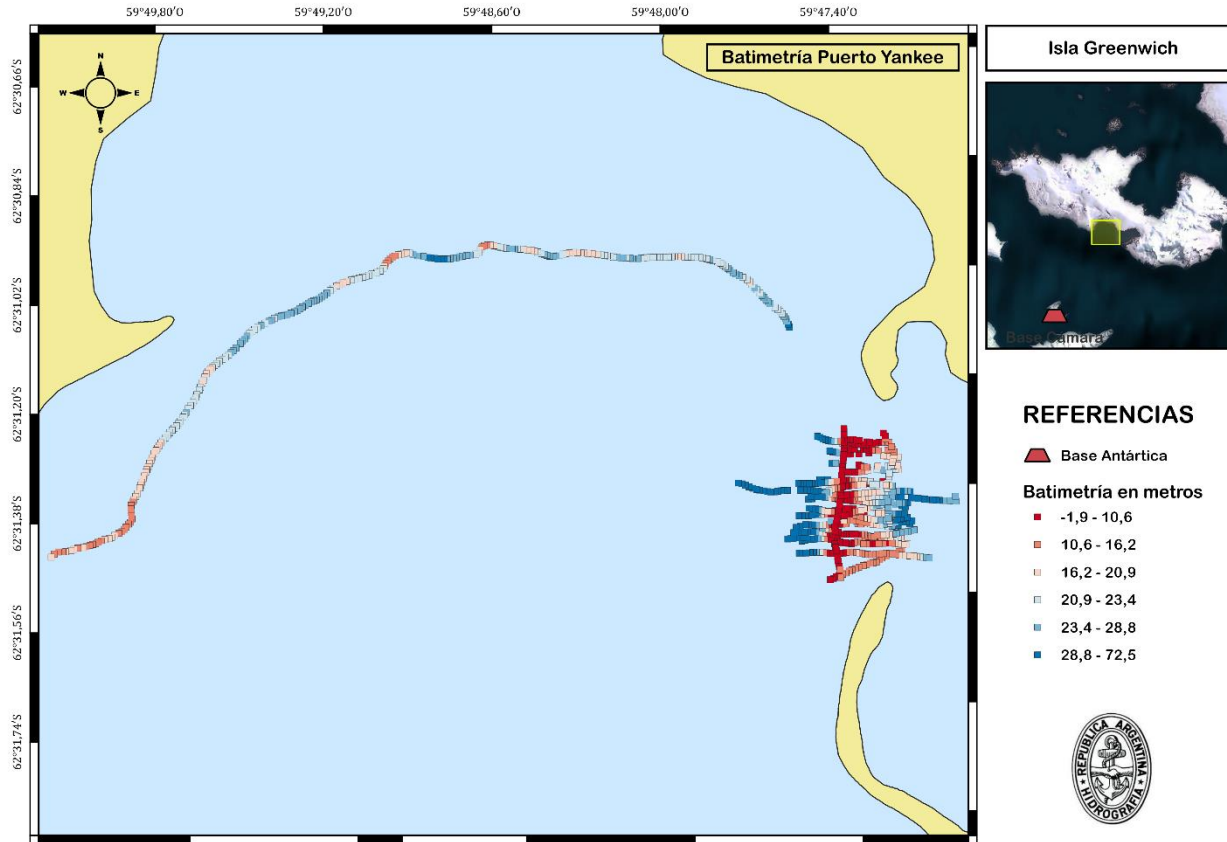 59°49,80'O
59°49,20'O
59°48,60'O
59°48,00'O
59°47,40'O
62°30,66'S
62°30,84'S
62°31,02'S
62°31,20'S
62°31,38'S
62°31,56'S
62°31,74'S
N
W
E
S
Batimetría Puerto Yankee
Isla Greenwich
Base Cámara
REFERENCIAS
Base Antártica
Batimetría en metros
-1,9 - 10,6
10,6 - 16,2
16,2 - 20,9
20,9 - 23,4
23,4 - 28,8
28,8 - 72,5
REPUBLICA ARGENTINA
HIDROGRAFIA